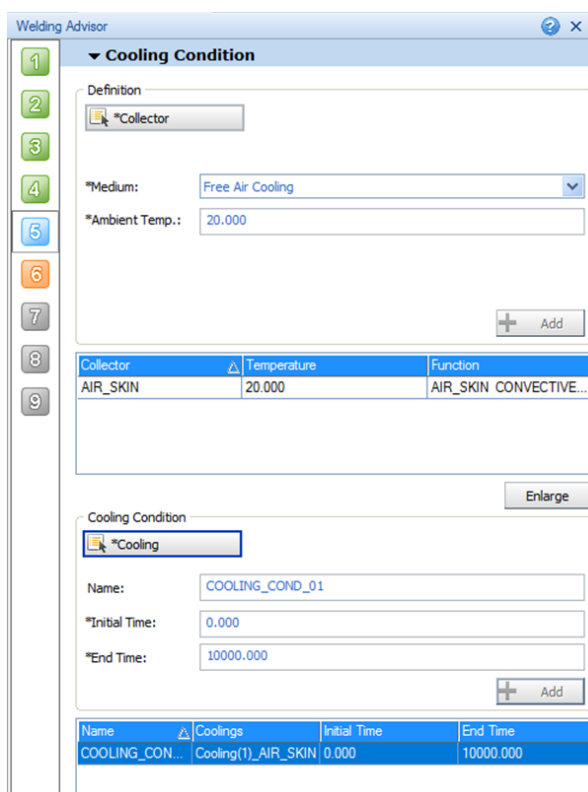 Welding Advisor
1
Cooling Condition
2
Definition
*Collector
3
4
*Medium: Free Air Cooling
5
*Ambient Temp.: 20.000
6
7
Add
8
Collector Temperature Function
AIR_SKIN 20.000 AIR_SKIN CONVECTIVE...
9
Enlarge
Cooling Condition
*Cooling
Name: COOLING_COND_01
*Initial Time: 0.000
*End Time: 10000.000
Add
Name Coolings Initial Time End Time
COOLING_CON... Cooling(1)_AIR_SKIN 0.000 10000.000